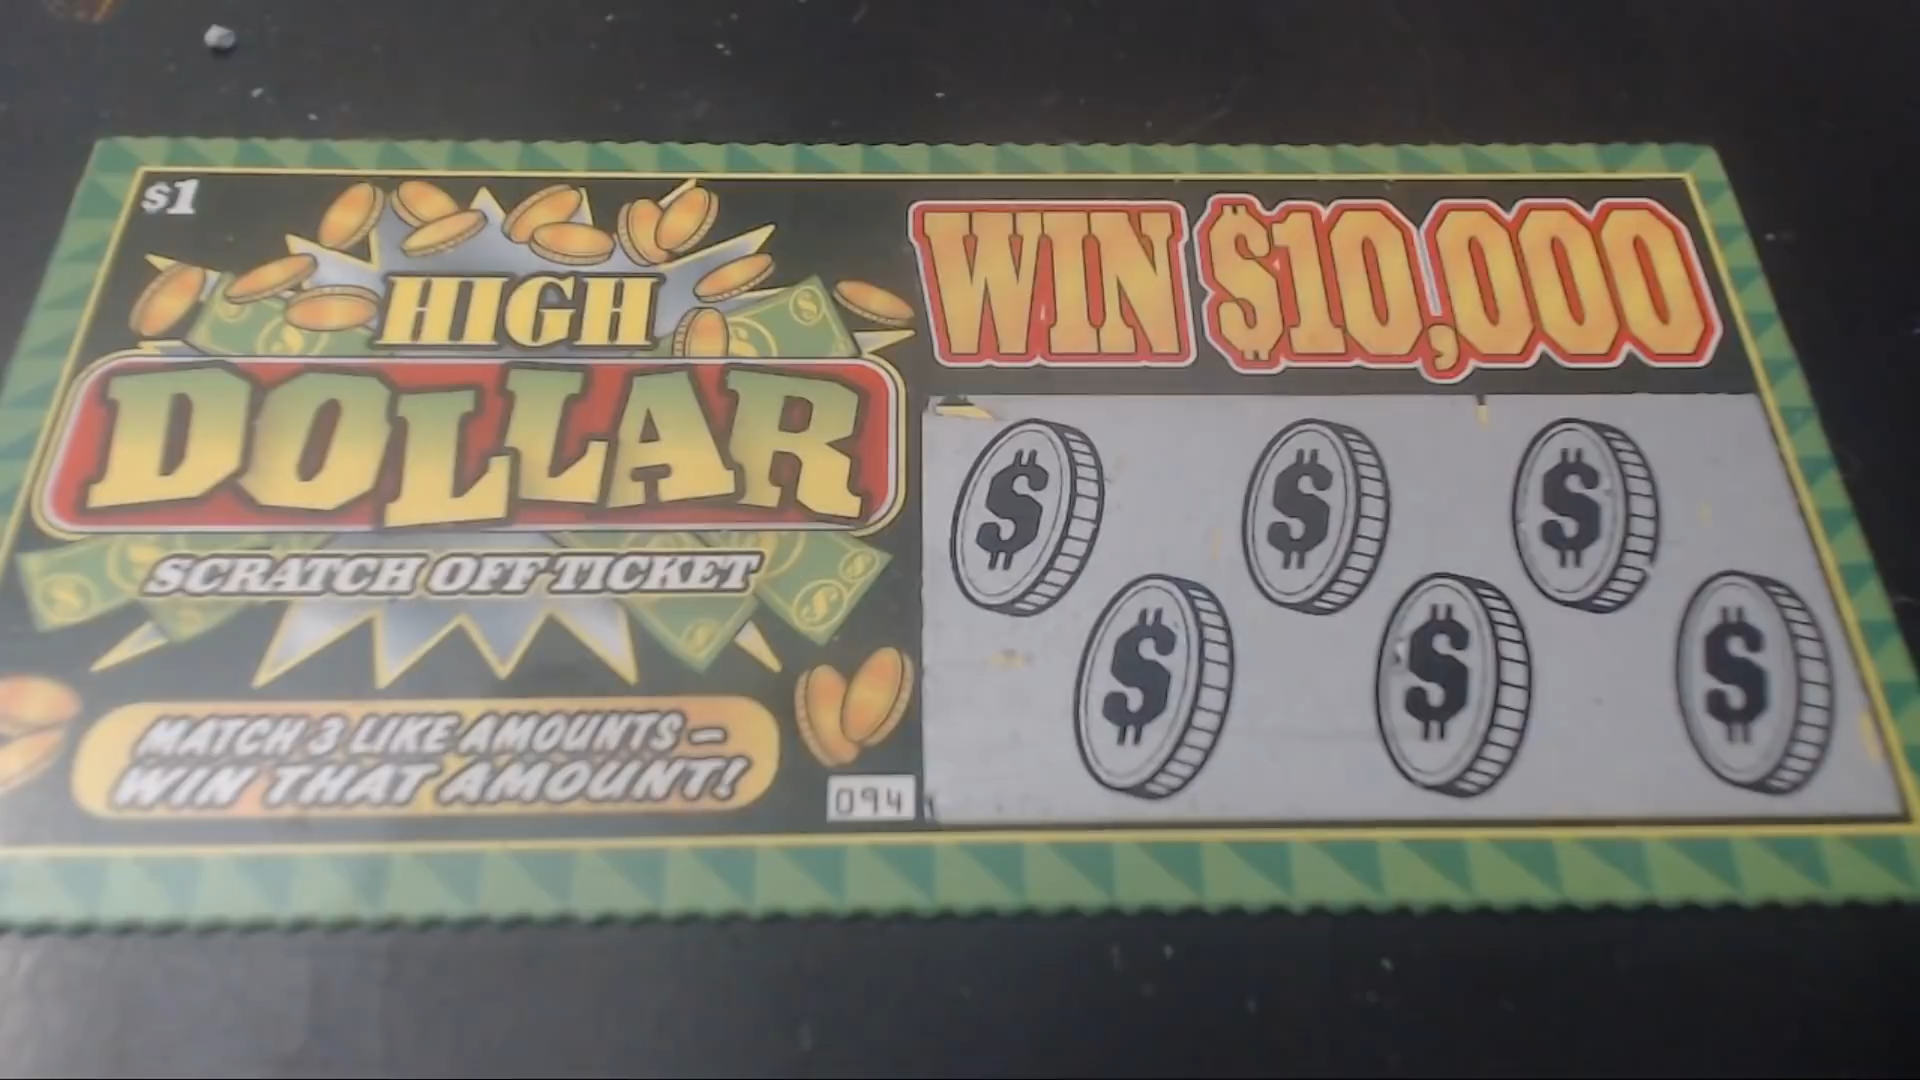 $1
HIGH
DOLLAR
SCRATCH OFF TICKET
MATCH 3 LIKE AMOUNTS –
WIN THAT AMOUNT!
094
WIN $10,000
$ $ $
$ $ $